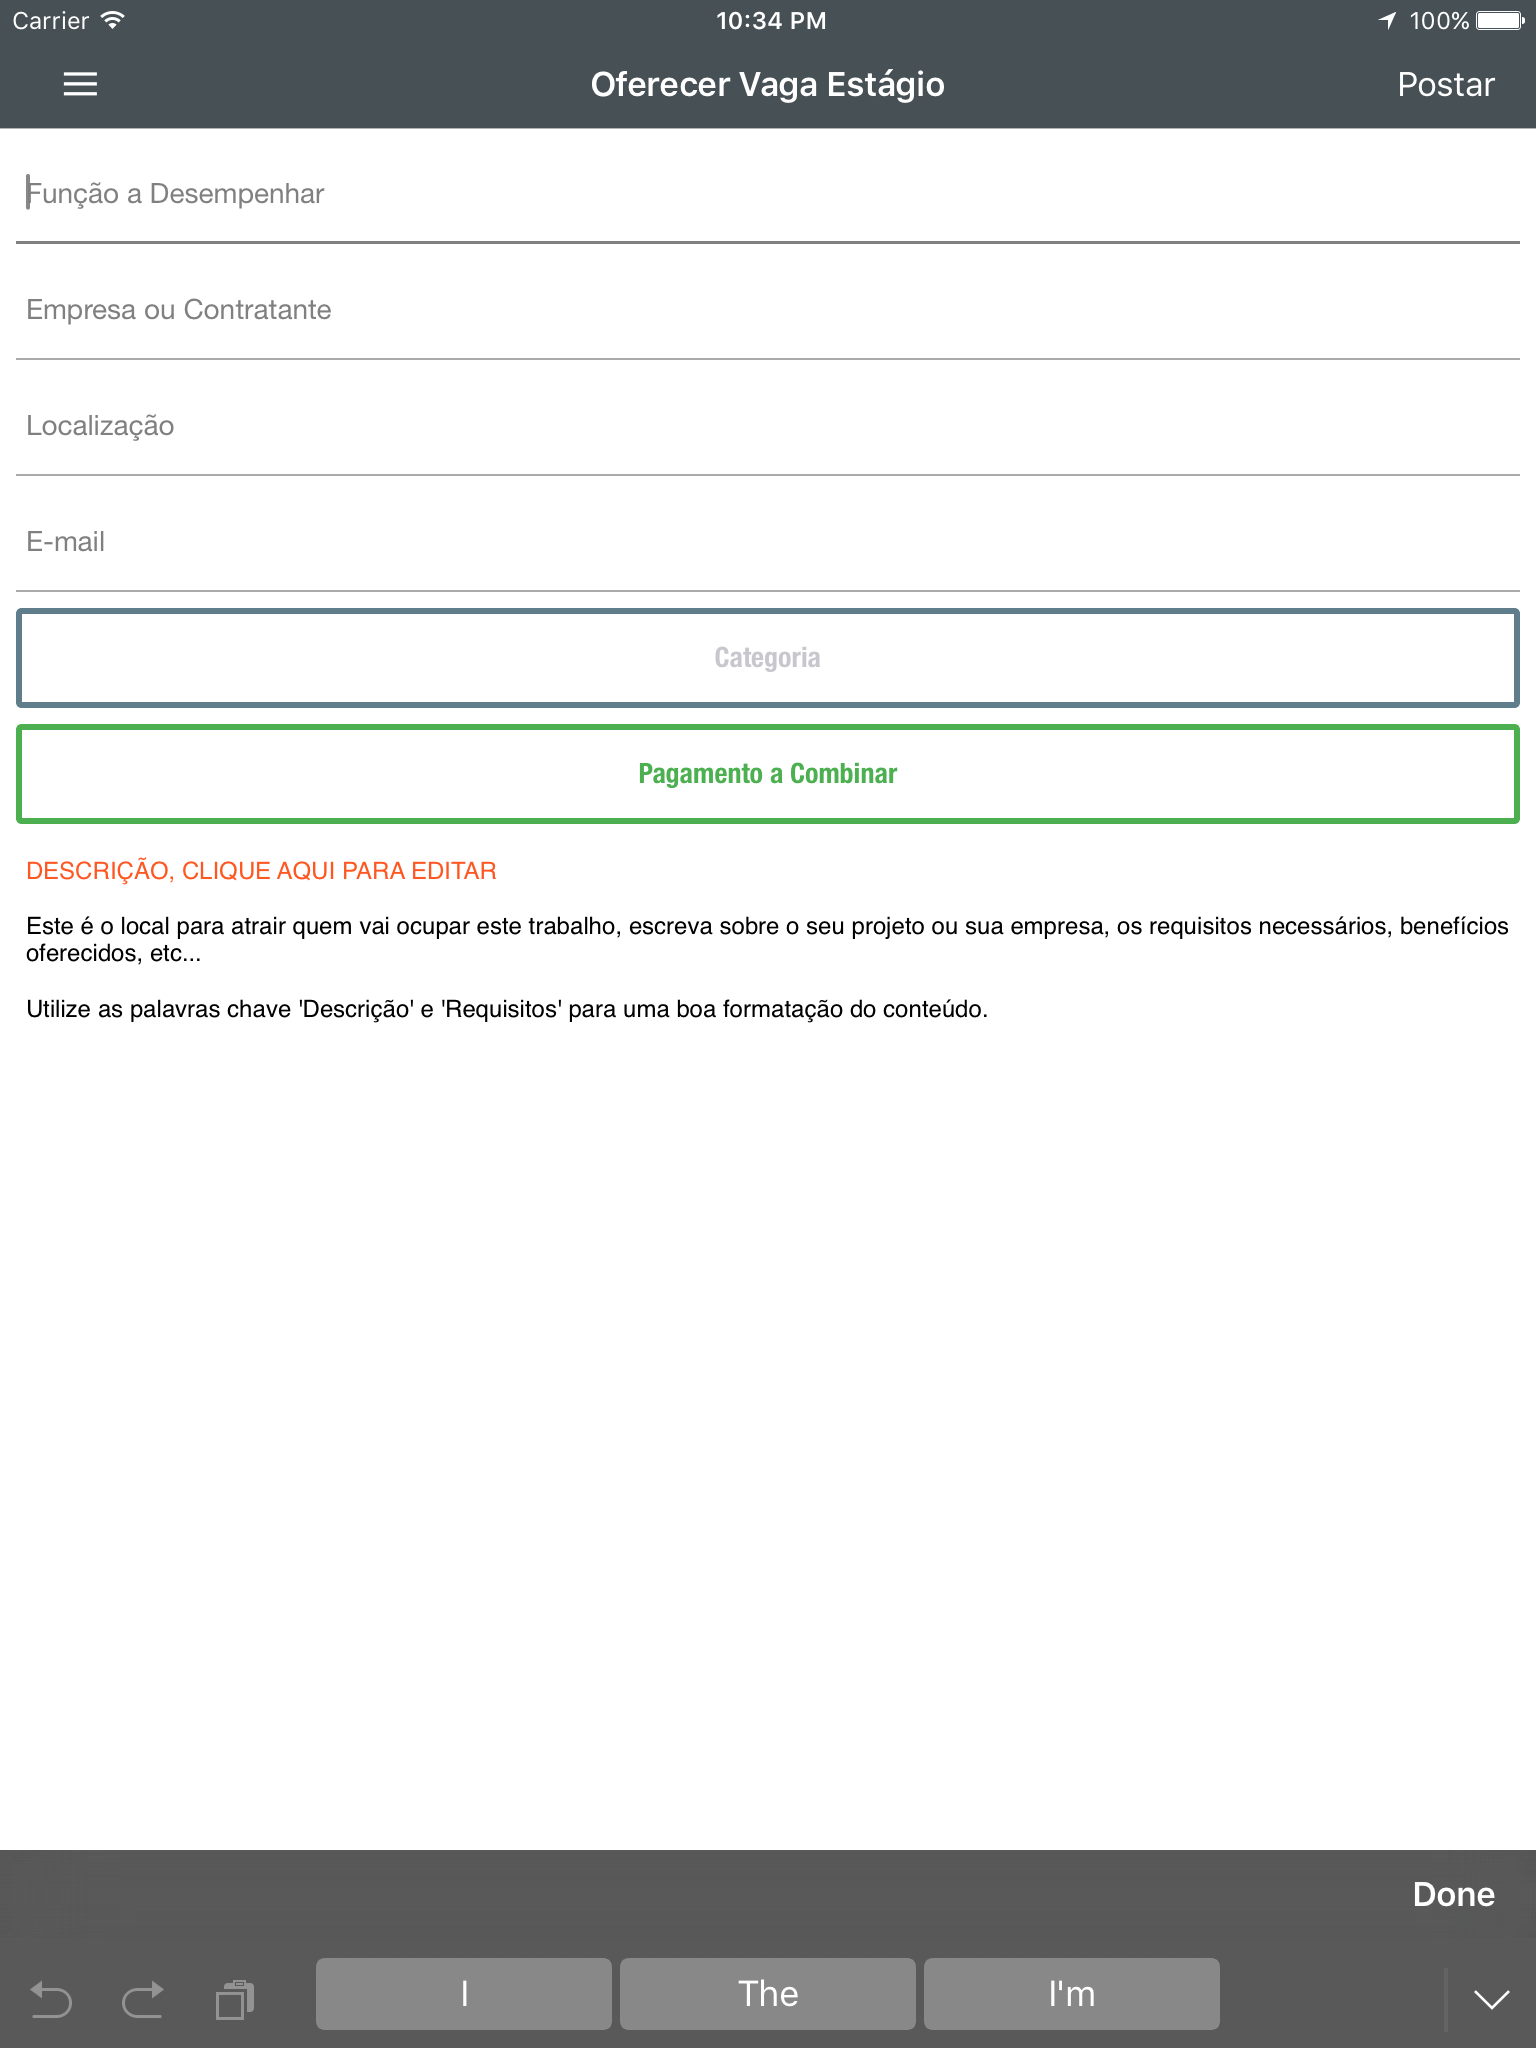 Carrier 10:34 PM 100%
Oferecer Vaga Estágio Postar
Função a Desempenhar
Empresa ou Contratante
Localização
E-mail
Categoria
Pagamento a Combinar
DESCRIÇÃO, CLIQUE AQUI PARA EDITAR
Este é o local para atrair quem vai ocupar este trabalho, escreva sobre o seu projeto ou sua empresa, os requisitos necessários, benefícios
oferecidos, etc...
Utilize as palavras chave 'Descrição' e 'Requisitos' para uma boa formatação do conteúdo.
Done
I The I'm